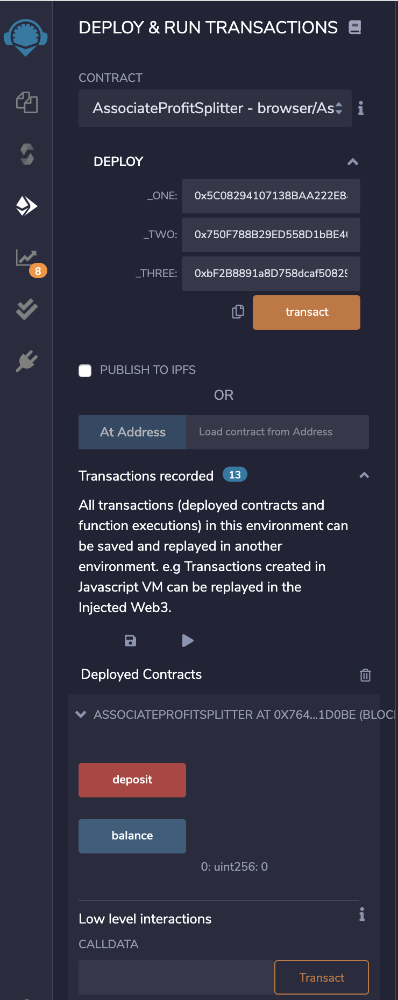 DEPLOY & RUN TRANSACTIONS
CONTRACT
AssociateProfitSplitter - browser/As
DEPLOY
_ONE: 0x5C08294107138BAA222E84
_TWO: 0x750F788B29ED558D1bBE4
_THREE: 0xbF2B8891a8D758dcaf50829
8
transact
PUBLISH TO IPFS
OR
At Address Load contract from Address
Transactions recorded 13
All transactions (deployed contracts and
function executions) in this environment can
be saved and replayed in another
environment. e.g Transactions created in
Javascript VM can be replayed in the
Injected Web3.
Deployed Contracts
ASSOCIATEPROFITSPLITTER AT 0X764...1D0BE (BLOC
deposit
balance
0: uint256: 0
Low level interactions
CALLDATA
Transact